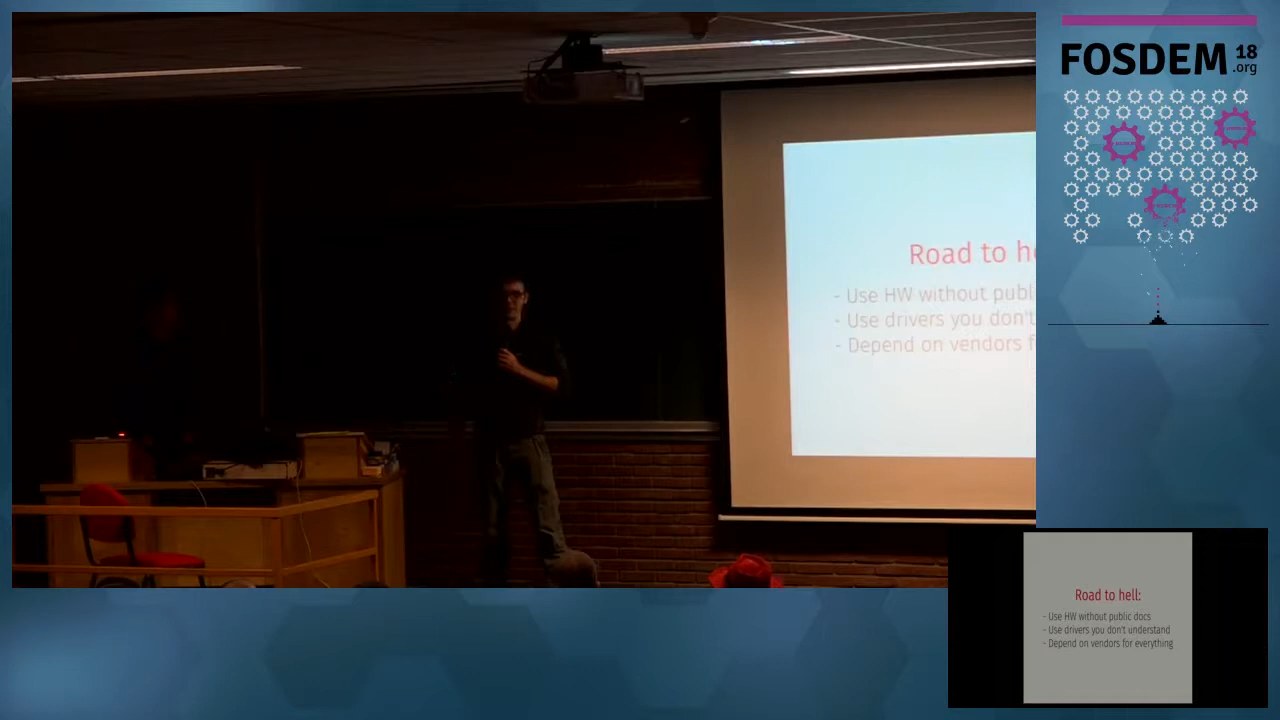 FOSDEM 18
.org
Road to he
- Use HW without publ
- Use drivers you don't
- Depend on vendors f
Road to hell:
- Use HW without public docs
- Use drivers you don't understand
- Depend on vendors for everything